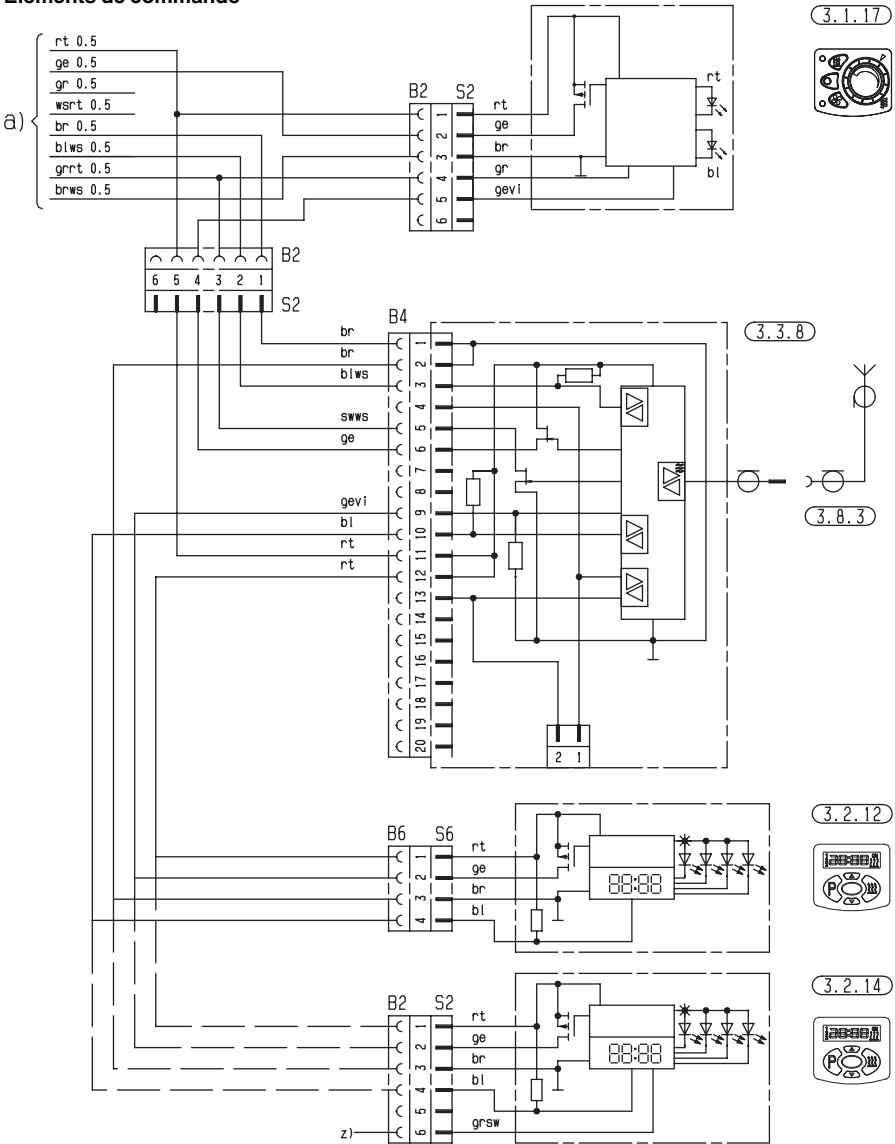 Eléments de commande
a)
rt 0.5
ge 0.5
gr 0.5
wsrt 0.5
br 0.5
blws 0.5
grrt 0.5
brws 0.5
B2 S2
1
2
3
4
5
6
rt
ge
br
gr
gevi
rt
bl
3.1.17
B2
6 5 4 3 2 1
S2
B4
br
br
blws
swws
ge
gevi
bl
rt
rt
1
2
3
4
5
6
7
8
9
10
11
12
13
14
15
16
17
18
19
20
2 1
3.3.8
3.8.3
B6 S6
1
2
3
4
rt
ge
br
bl
88:88
3.2.12
88:88
P
B2 S2
1
2
3
4
5
6
rt
ge
br
bl
grsw
z)
88:88
3.2.14
88:88
P